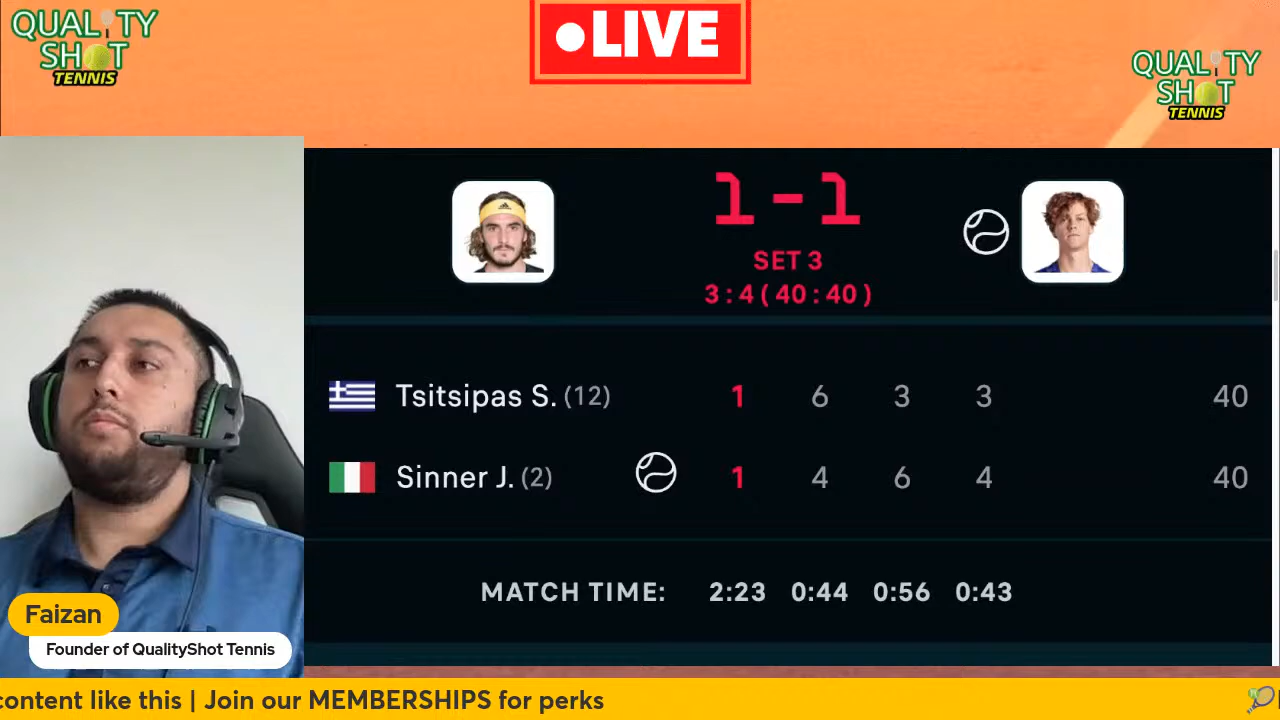 QUALITY
SHOT
TENNIS
LIVE
QUALITY
SHOT
TENNIS
1 - 1
SET 3
3 : 4 ( 40 : 40 )
Tsitsipas S. (12) 1 6 3 3 40
Sinner J. (2) 1 4 6 4 40
MATCH TIME: 2:23 0:44 0:56 0:43
Faizan
Founder of QualityShot Tennis
content like this | Join our MEMBERSHIPS for perks